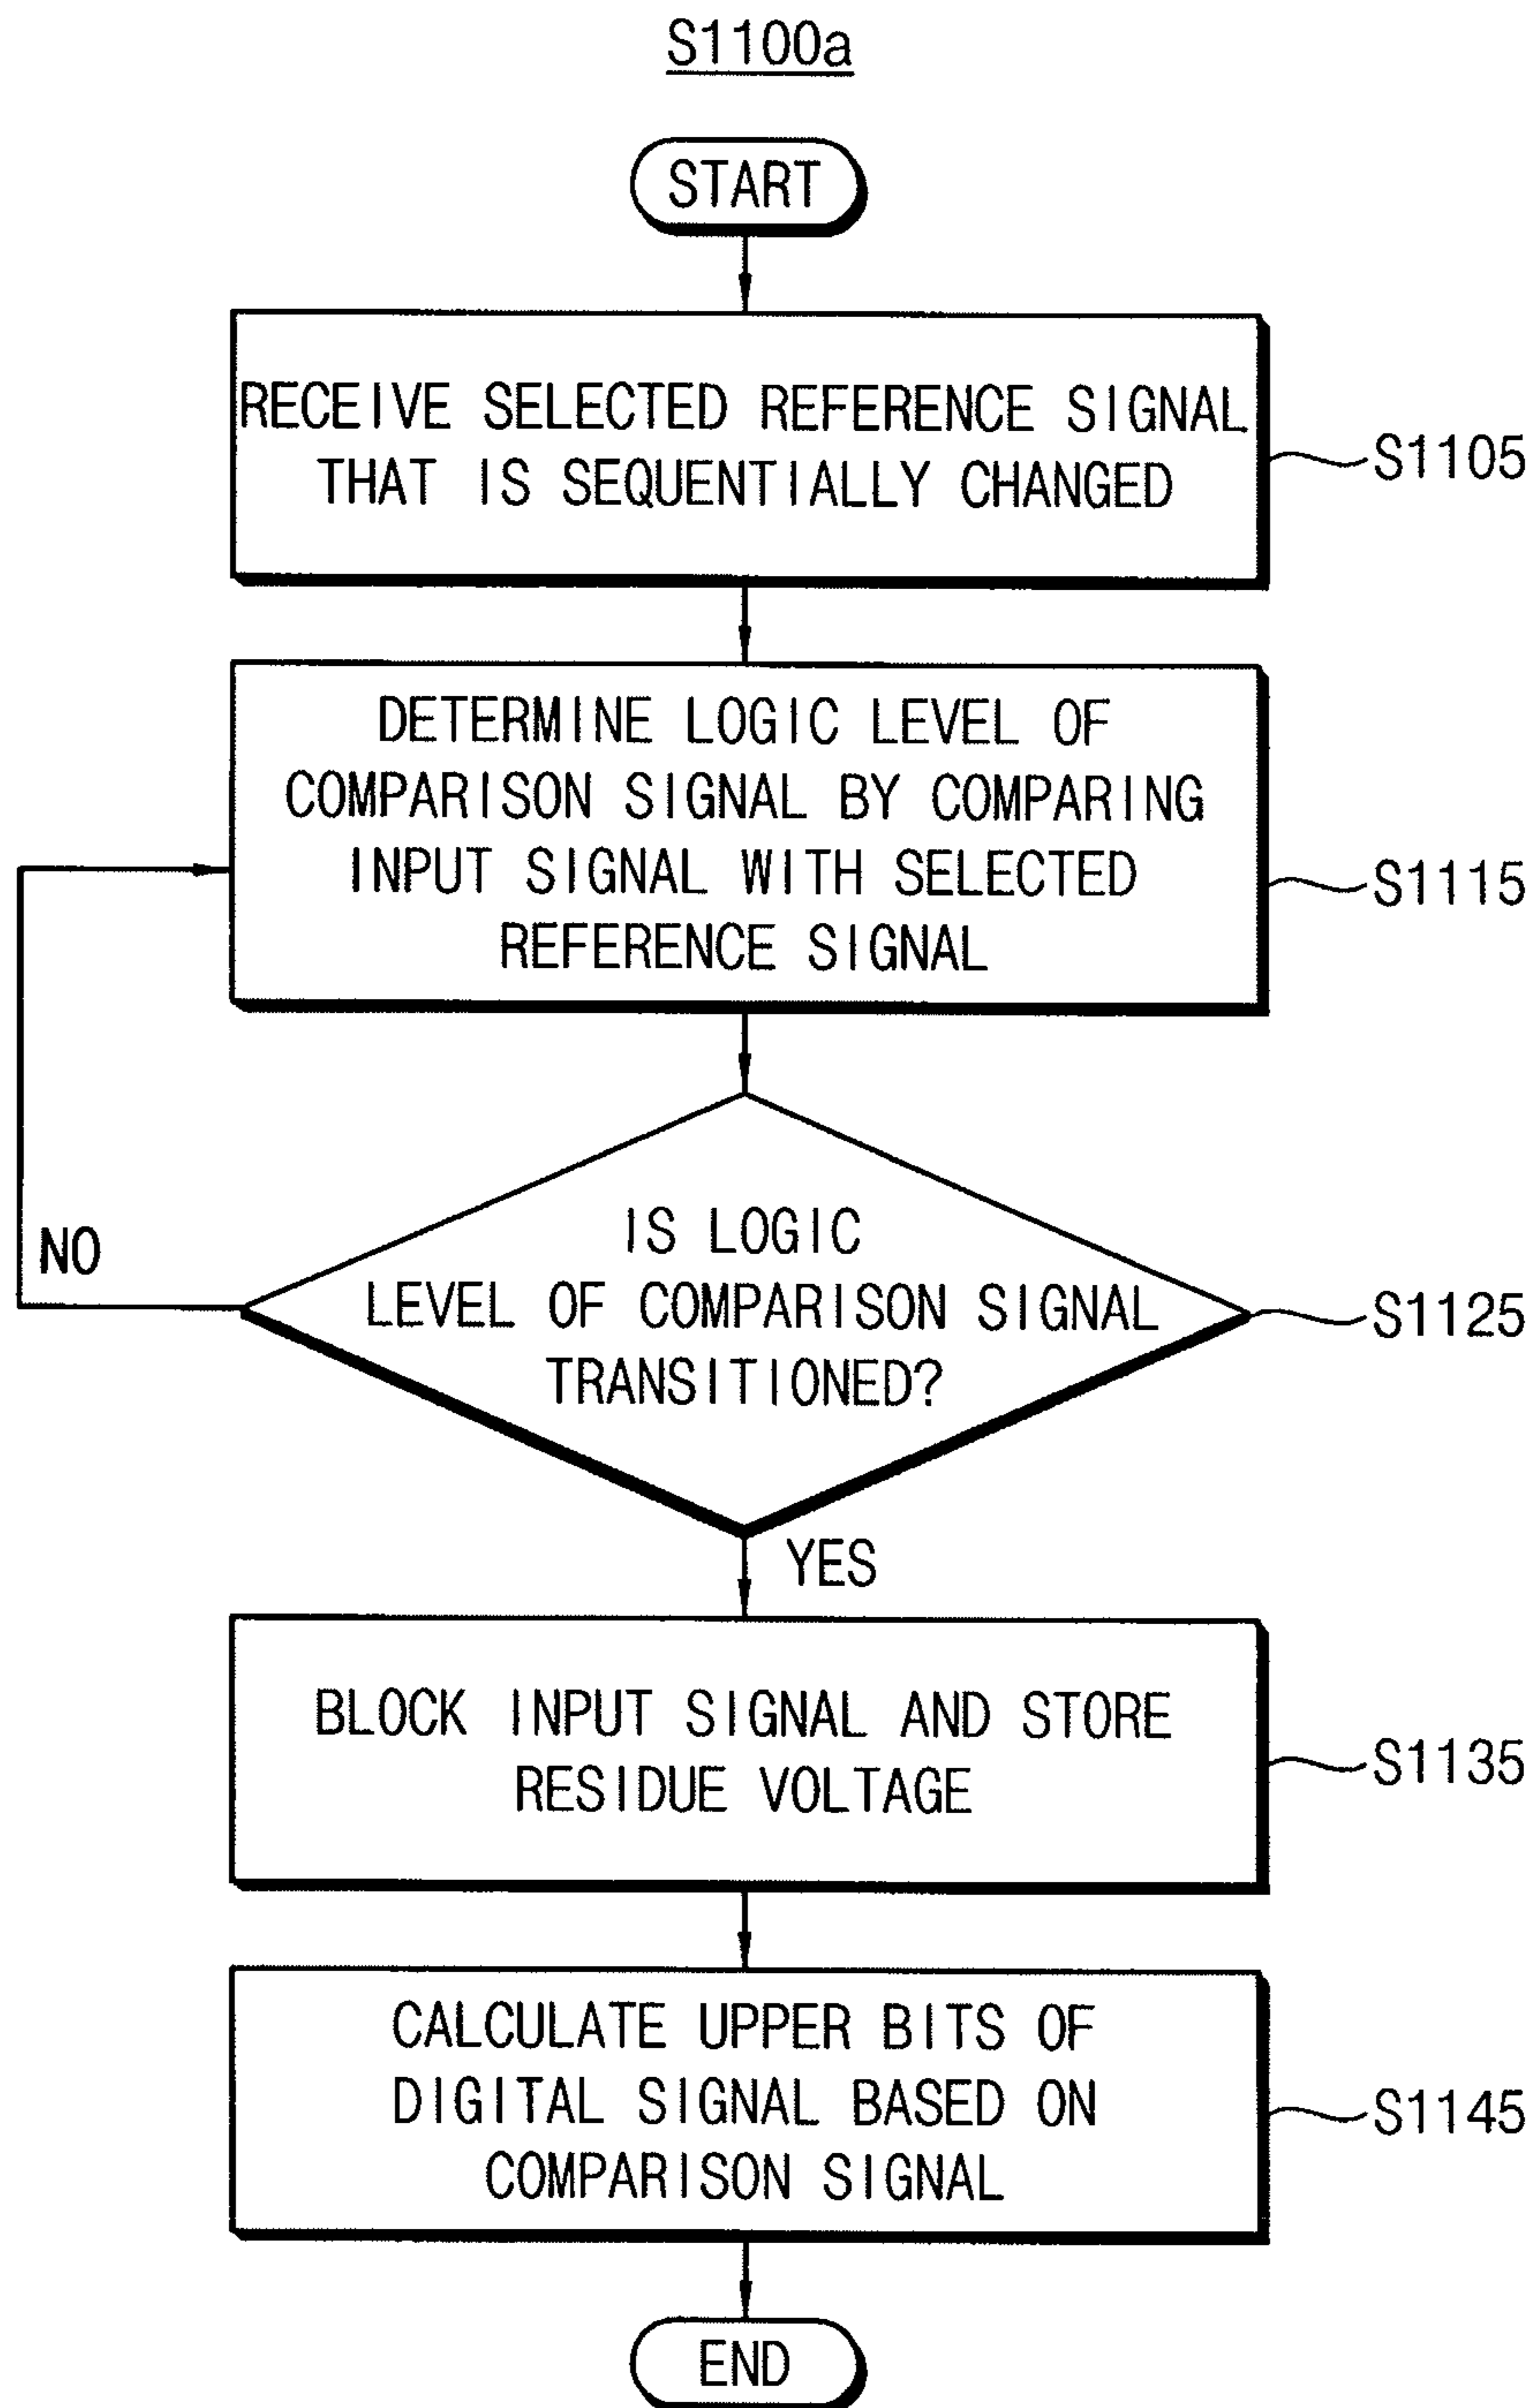 S1100a
START
RECEIVE SELECTED REFERENCE SIGNAL
THAT IS SEQUENTIALLY CHANGED
S1105
DETERMINE LOGIC LEVEL OF
COMPARISON SIGNAL BY COMPARING
INPUT SIGNAL WITH SELECTED
REFERENCE SIGNAL
S1115
IS LOGIC
LEVEL OF COMPARISON SIGNAL
TRANSITIONED?
S1125
NO
YES
BLOCK INPUT SIGNAL AND STORE
RESIDUE VOLTAGE
S1135
CALCULATE UPPER BITS OF
DIGITAL SIGNAL BASED ON
COMPARISON SIGNAL
S1145
END